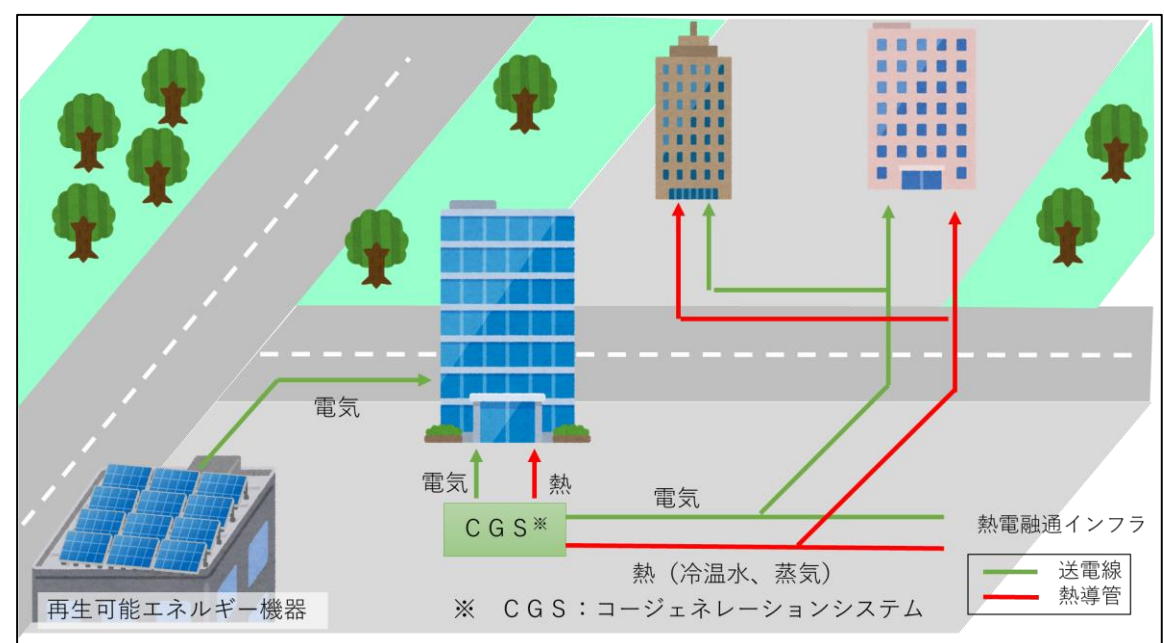 電気
電気
熱
電気
CGS※
熱電融通インフラ
熱（冷温水、蒸気）
送電線
熱導管
再生可能エネルギー機器
※ CGS：コージェネレーションシステム